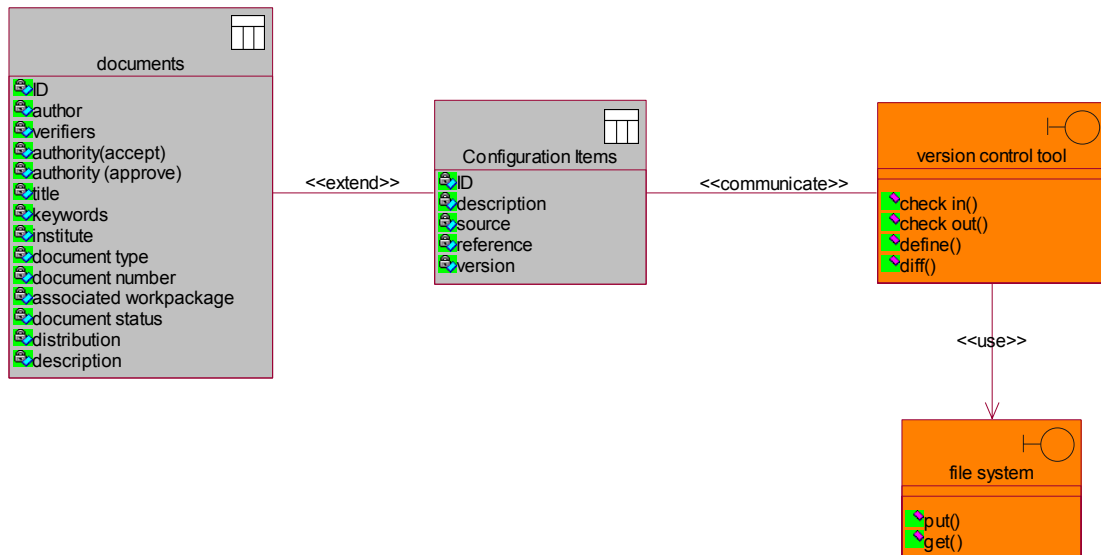 documents
ID
author
verifiers
authority(accept)
authority (approve)
title
keywords
institute
document type
document number
associated workpackage
document status
distribution
description
<<extend>>
Configuration Items
ID
description
source
reference
version
<<communicate>>
version control tool
check in()
check out()
define()
diff()
<<use>>
file system
put()
get()